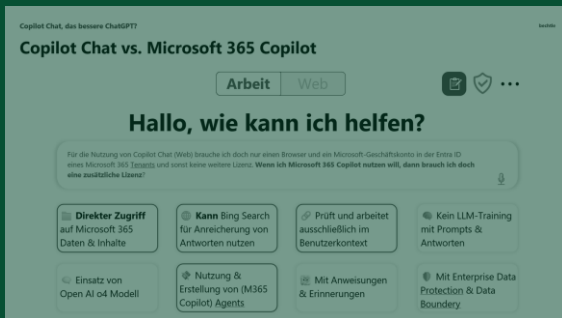 Copilot Chat, das bessere ChatGPT?
Copilot Chat vs. Microsoft 365 Copilot
Arbeit
Web
Hallo, wie kann ich helfen?
Für die Nutzung von Copilot Chat (Web) brauche ich doch nur einen Browser und ein Microsoft-Geschäftskonto in der Entra ID
eines Microsoft 365 Tenants und sonst keine weitere Lizenz. Wenn ich Microsoft 365 Copilot nutzen will, dann brauch ich doch
eine zusätzliche Lizenz?
Direkter Zugriff
auf Microsoft 365
Daten & Inhalte
Kann Bing Search
für Anreicherung von
Antworten nutzen
Prüft und arbeitet
ausschließlich im
Benutzerkontext
Kein LLM-Training
mit Prompts &
Antworten
Einsatz von
Open AI o4 Modell
Nutzung &
Erstellung von (M365
Copilot) Agents
Mit Anweisungen
& Erinnerungen
Mit Enterprise Data
Protection & Data
Boundery